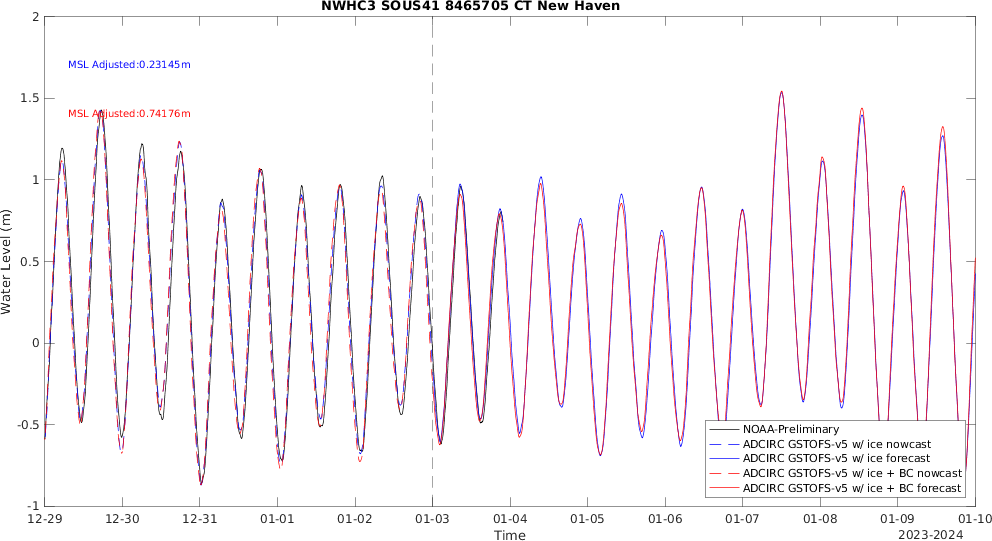 NWHC3 SOUS41 8465705 CT New Haven
2
1.5
1
0.5
0
-0.5
-1
Water Level (m)
MSL Adjusted:0.23145m
MSL Adjusted:0.74176m
NOAA-Preliminary
ADCIRC GSTOFS-v5 w/ ice nowcast
ADCIRC GSTOFS-v5 w/ ice forecast
ADCIRC GSTOFS-v5 w/ ice + BC nowcast
ADCIRC GSTOFS-v5 w/ ice + BC forecast
12-29 12-30 12-31 01-01 01-02 01-03 01-04 01-05 01-06 01-07 01-08 01-09 01-10
Time
2023-2024